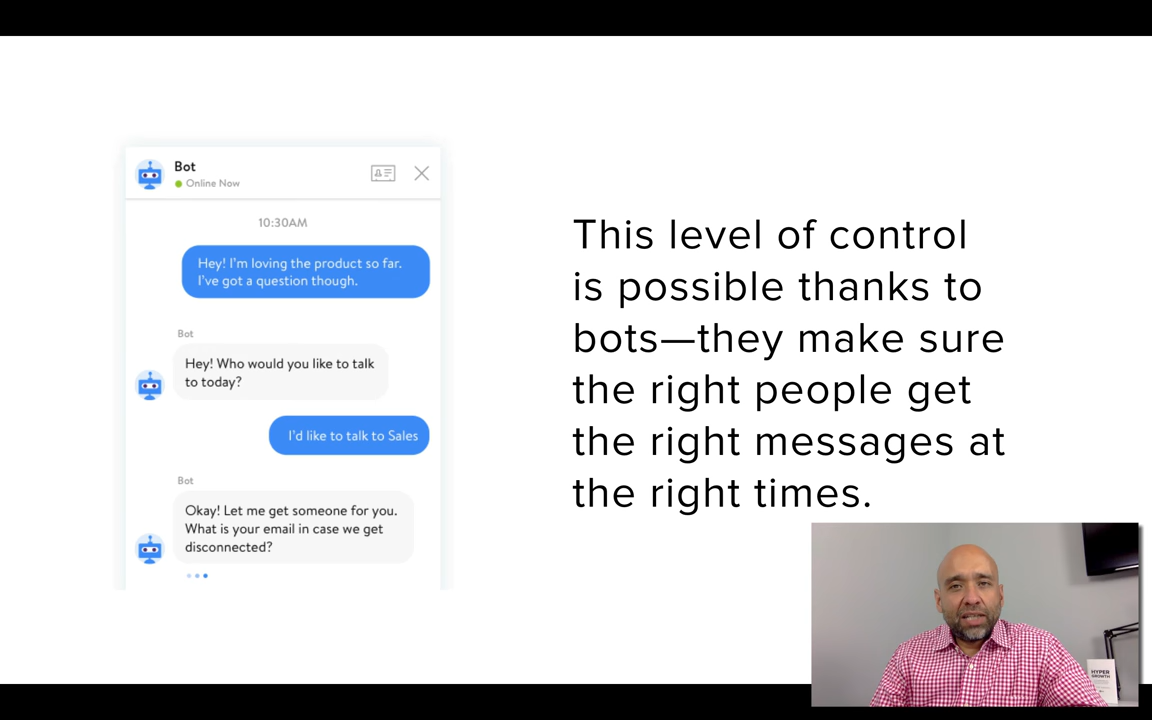 Bot
Online Now
10:30AM
Hey! I'm loving the product so far.
I've got a question though.
Bot
Hey! Who would you like to talk
to today?
I'd like to talk to Sales
Bot
Okay! Let me get someone for you.
What is your email in case we get
disconnected?
This level of control
is possible thanks to
bots—they make sure
the right people get
the right messages at
the right times.
HYPER
GROWTH